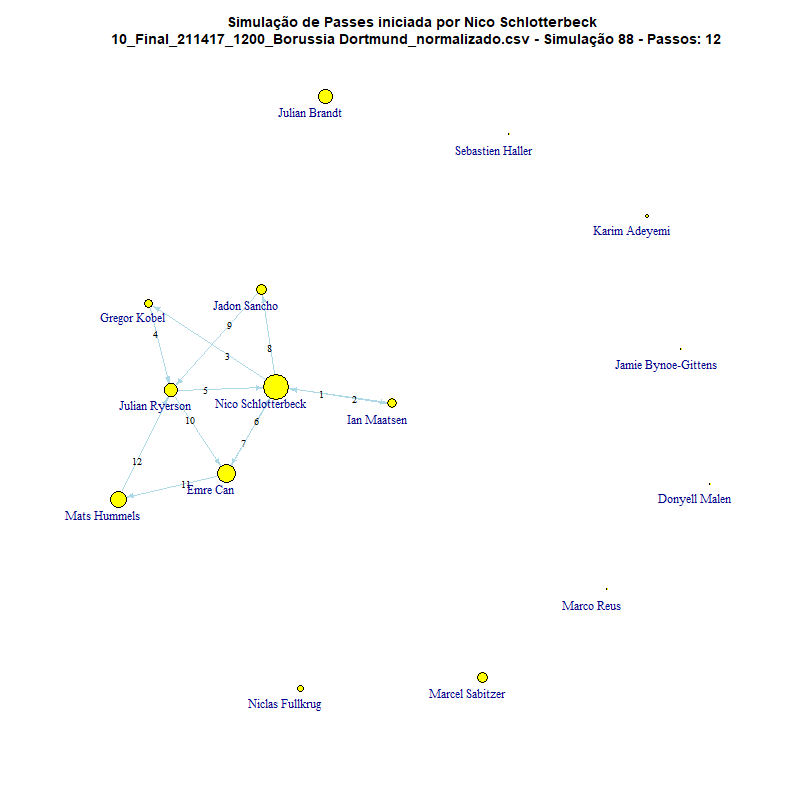 Simulação de Passes iniciada por Nico Schlotterbeck
10_Final_211417_1200_Borussia Dortmund_normalizado.csv - Simulação 88 - Passos: 12
Julian Brandt
Sebastien Haller
Karim Adeyemi
Jadon Sancho
Gregor Kobel
9
4
8
3
Jamie Bynoe-Gittens
5
1
2
Nico Schlotterbeck
Julian Ryerson
Ian Maatsen
10
6
7
12
11
Emre Can
Donyell Malen
Mats Hummels
Marco Reus
Marcel Sabitzer
Niclas Fullkrug